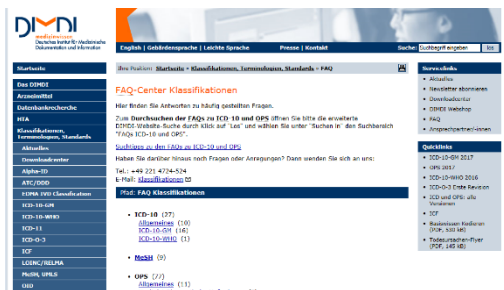 DIMDI
medizinwissen
Deutsches Institut für Medizinische
Dokumentation und Information
English | Gebärdensprache | Leichte Sprache
Presse | Kontakt
Suche:
Suchbegriff eingeben
los
Startseite
Das DIMDI
Arzneimittel
Datenbankrecherche
HTA
Klassifikationen,
Terminologien, Standards
Aktuelles
Downloadcenter
Alpha-ID
ATC/DDD
EDMA IVD Classification
ICD-10-GM
ICD-10-WHO
ICD-11
ICD-O-3
ICF
LOINC/RELMA
MeSH, UMLS
OID
Ihre Position: Startseite » Klassifikationen, Terminologien, Standards » FAQ
FAQ-Center Klassifikationen
Hier finden Sie Antworten zu häufig gestellten Fragen.
Zum Durchsuchen der FAQs zu ICD-10 und OPS öffnen Sie bitte die erweiterte
DIMDI-Website-Suche durch Klick auf "Los" und wählen Sie unter "Suchen in" den Suchbereich
"FAQs ICD-10 und OPS".
Suchtipps zu den FAQs zu ICD-10 und OPS
Haben Sie darüber hinaus noch Fragen oder Anregungen? Dann wenden Sie sich an uns:
Tel.: +49 221 4724-524
E-Mail: Klassifikationen
Pfad: FAQ Klassifikationen
ICD-10 (27)
Allgemeines (10)
ICD-10-GM (16)
ICD-10-WHO (1)
MeSH (9)
OPS (77)
Allgemeines (11)
Servicelinks
Aktuelles
Newsletter abonnieren
Downloadcenter
DIMDI Webshop
FAQ
Ansprechpartner/-innen
Quicklinks
ICD-10-GM 2017
OPS 2017
ICD-10-WHO 2016
ICD-O-3 Erste Revision
ICD und OPS: alle
Versionen
ICF
Basiswissen Kodieren
(PDF, 530 kB)
Todesursachen-Flyer
(PDF, 145 kB)